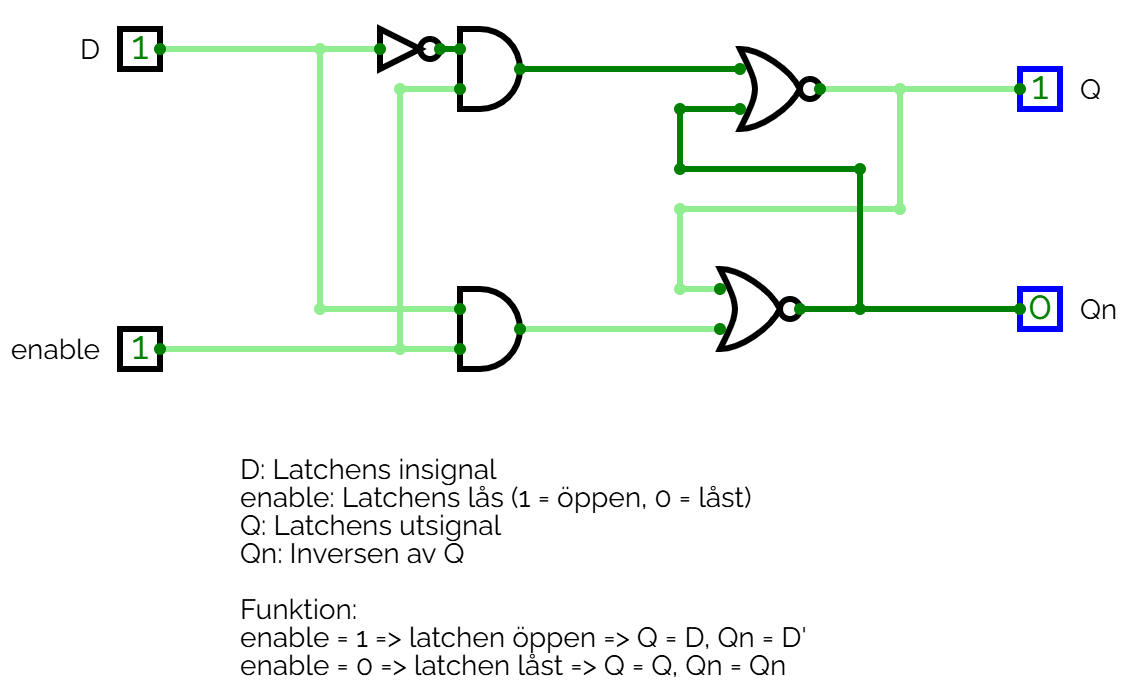 D
1
1
Q
enable
1
0
Qn
D: Latchens insignal
enable: Latchens lås (1 = öppen, 0 = låst)
Q: Latchens utsignal
Qn: Inversen av Q
Funktion:
enable = 1 => latchen öppen => Q = D, Qn = D'
enable = 0 => latchen låst => Q = Q, Qn = Qn